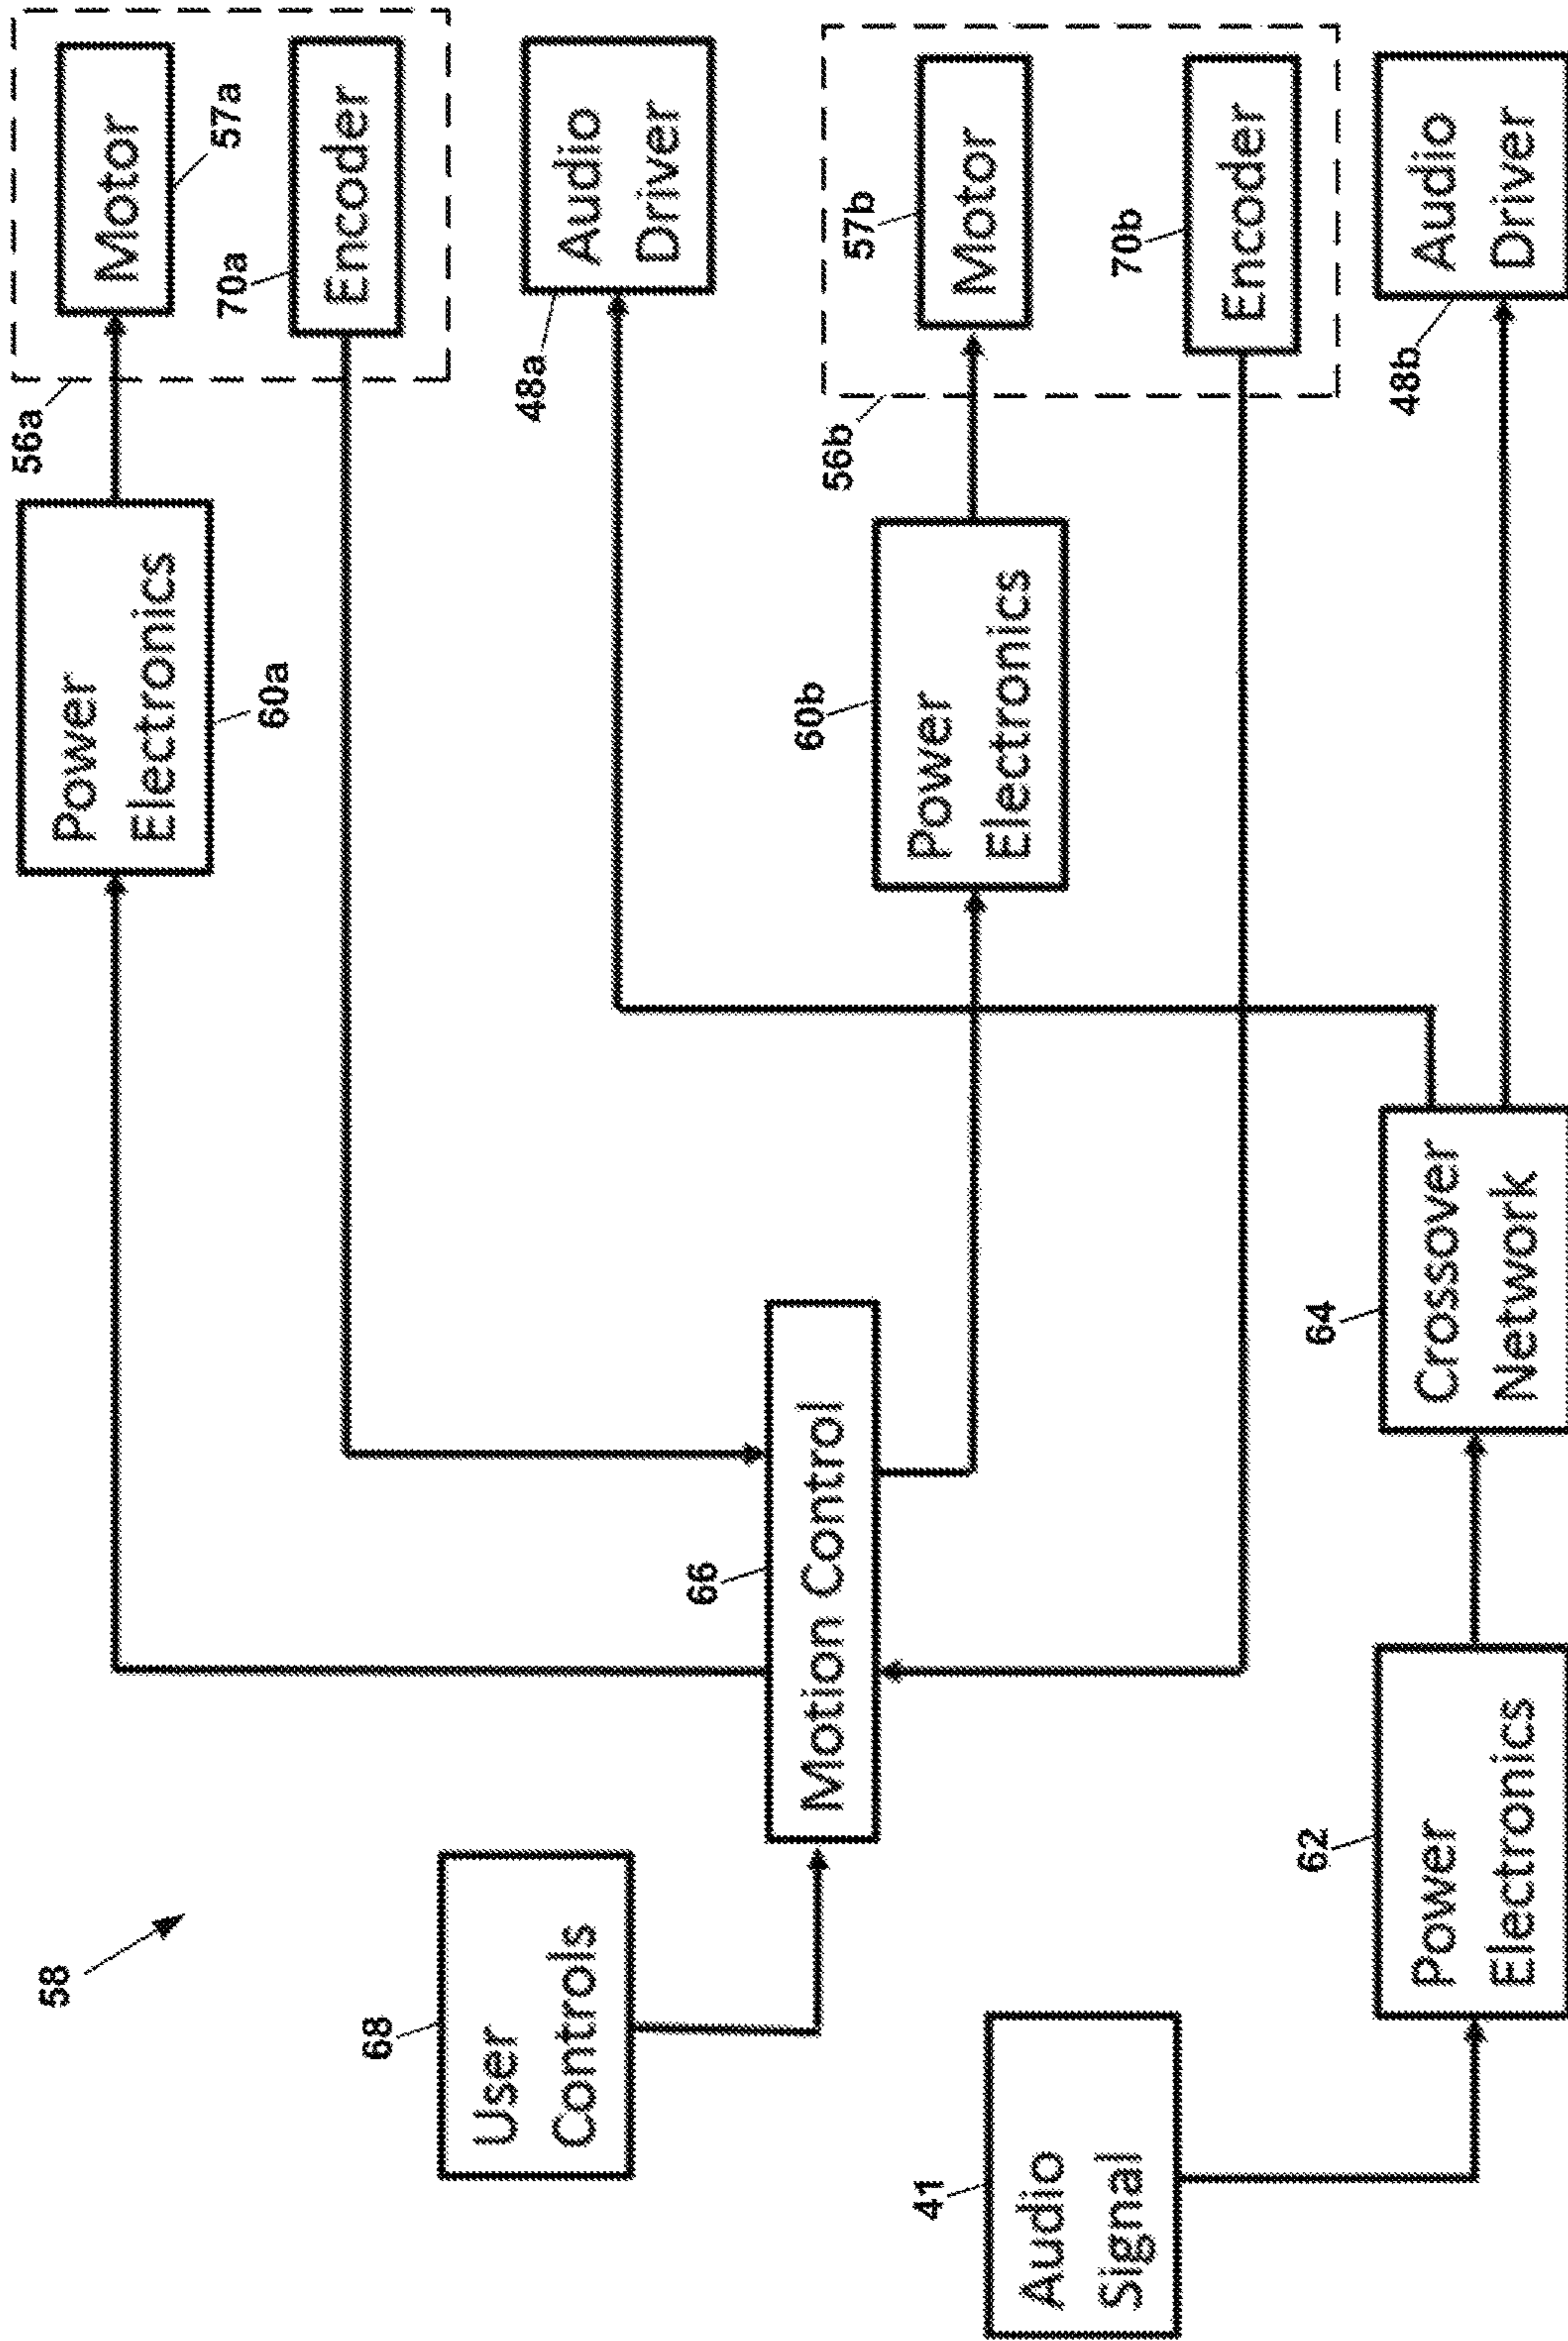 58
68
User
Controls
41
Audio
Signal
66
Motion Control
62
Power
Electronics
64
Crossover
Network
Power
Electronics
60a
60b
Power
Electronics
56a
Motor
57a
70a
Encoder
48a
Audio
Driver
56b
57b
Motor
70b
Encoder
48b
Audio
Driver